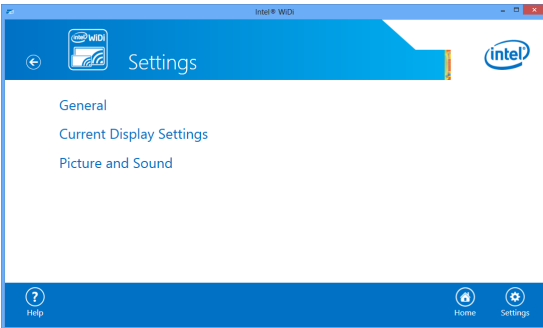 Intel® WiDi
intel WiDi
Settings
intel
General
Current Display Settings
Picture and Sound
?
Help
Home
Settings